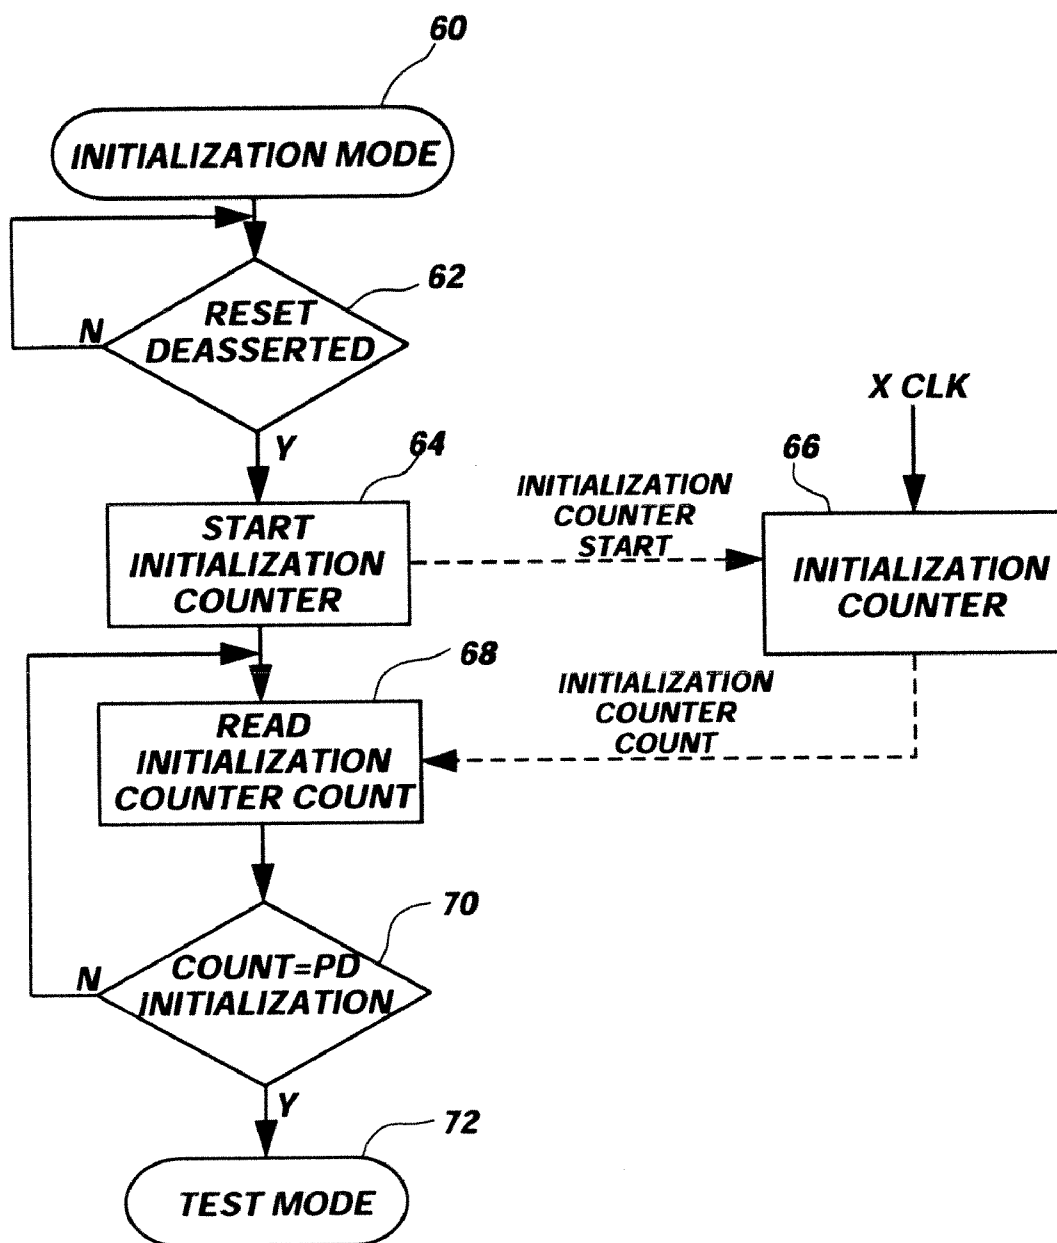 60
INITIALIZATION MODE
62
RESET
DEASSERTED
N
Y
X CLK
64
66
START
INITIALIZATION
COUNTER
INITIALIZATION
COUNTER
START
INITIALIZATION
COUNTER
68
READ
INITIALIZATION
COUNTER COUNT
INITIALIZATION
COUNTER
COUNT
70
COUNT=PD
INITIALIZATION
N
Y
72
TEST MODE